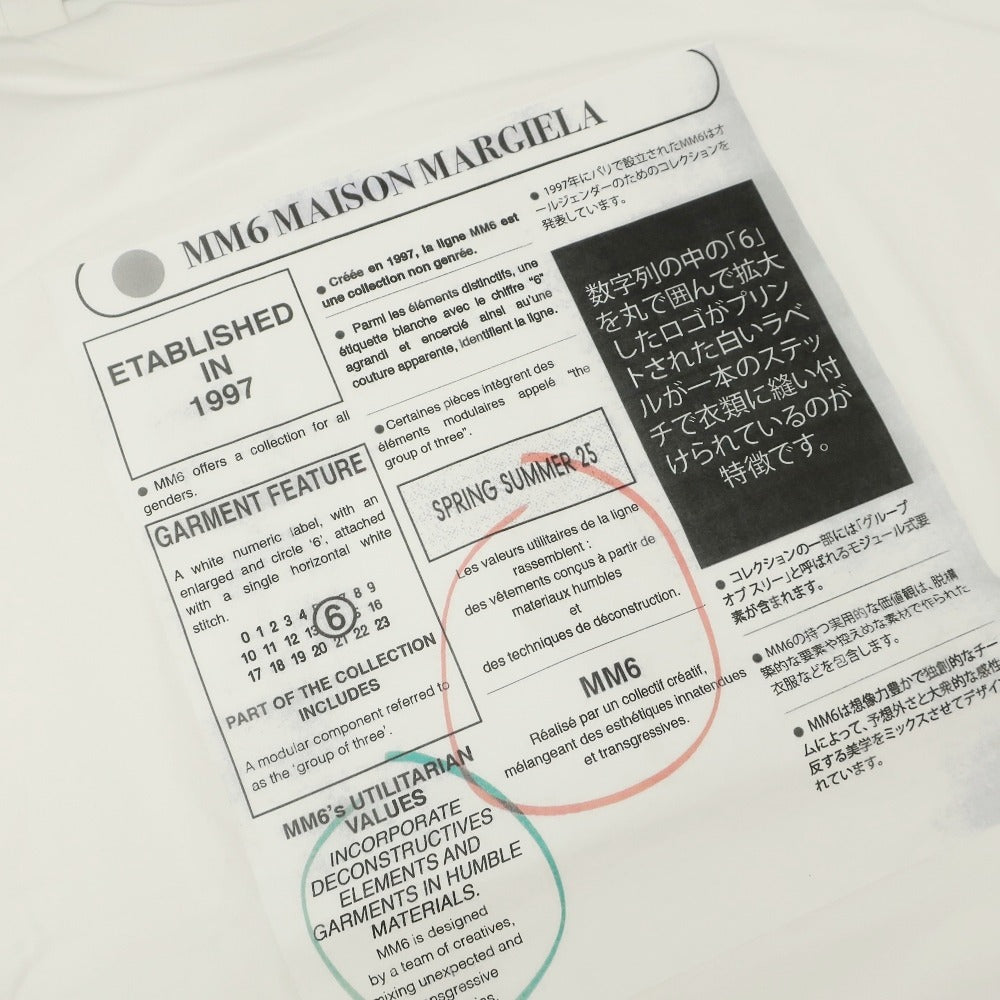 MM6 MAISON MARGIELA
ETABLISHED
IN
1997
● MM6 offers a collection for all
genders.
GARMENT FEATURE
A white numeric label, with an
enlarged and circle ‘6’, attached
with a single horizontal white
stitch.
0 1 2 3 4 6 7 8 9
10 11 12 13 15 16
17 18 19 20 21 22 23
PART OF THE COLLECTION
INCLUDES
A modular component referred to
as the ‘group of three’.
MM6’s UTILITARIAN
VALUES
INCORPORATE
DECONSTRUCTIVES
ELEMENTS AND
GARMENTS IN HUMBLE
MATERIALS.
MM6 is designed
by a team of creatives,
mixing unexpected and
● Créée en 1997, la ligne MM6 est
une collection non genrée.
● Parmi les éléments distinctifs, une
étiquette blanche avec le chiffre “6”
agrandi et encerclé ainsi au'une
couture apparente, identifient la ligne.
● Certaines pièces intègrent des
éléments modulaires appelé “the
group of three”.
SPRING SUMMER 25
Les valeurs utilitaires de la ligne
rassemblent :
des vêtements conçus à partir de
materiaux humbles
et
des techniques de déconstruction.
MM6
Réalisé par un collectif créatif,
mélangeant des esthétiques innatendues
et transgressives.
● 1997年にパリで設立されたMM6はオ
ールジェンダーのためのコレクションを
発表しています。
数字列の中の「6」
を丸で囲んで拡大
したロゴがプリン
トされた白いラベ
ルが一本のステッ
チで衣類に縫い付
けられているのが
特徴です。
● コレクションの一部には「グループ
オブ スリー」と呼ばれるモジュール式要
素が含まれます。
● MM6の持つ実用的な価値観は、脱構
築的な要素や控えめな素材で作られた
衣服などを包含します。
● MM6は想像力豊かで独創的なチー
ムによって、予想外さと大衆的な感性
反する美学をミックスさせてデザイ
れています。